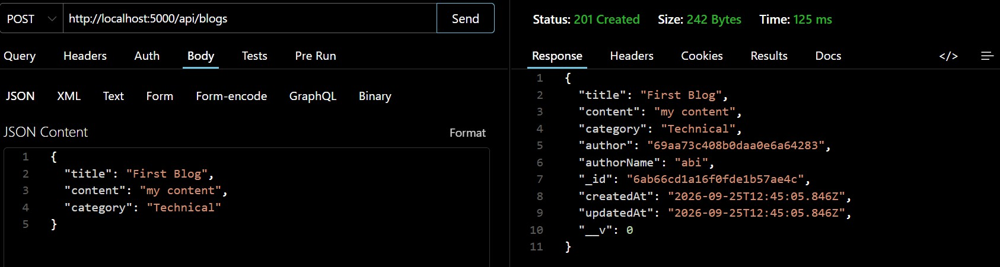 POST http://localhost:5000/api/blogs Send
Query Headers Auth Body Tests Pre Run
JSON XML Text Form Form-encode GraphQL Binary
JSON Content Format
1 {
2 "title": "First Blog",
3 "content": "my content",
4 "category": "Technical"
5 }
Status: 201 Created Size: 242 Bytes Time: 125 ms
Response Headers Cookies Results Docs </>
1 {
2 "title": "First Blog",
3 "content": "my content",
4 "category": "Technical",
5 "author": "69aa73c408b0daa0e6a64283",
6 "authorName": "abi",
7 "_id": "6ab66cd1a16f0fde1b57ae4c",
8 "createdAt": "2026-09-25T12:45:05.846Z",
9 "updatedAt": "2026-09-25T12:45:05.846Z",
10 "__v": 0
11 }